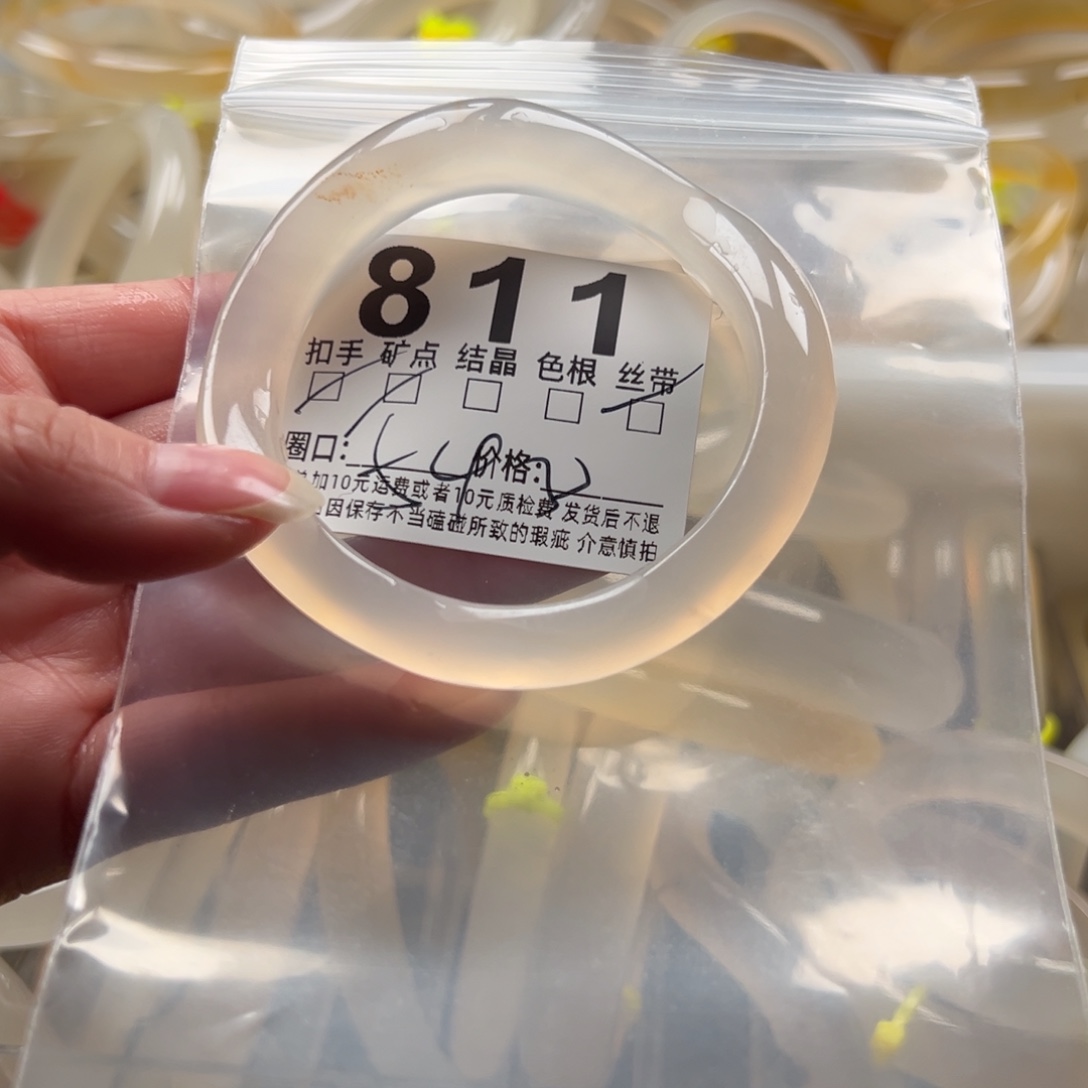 811
扣手 矿点 结晶 色根 丝带
圈口: 价格:
加10元运费或者10元质检费 发货后不退
因保存不当磕碰所致的瑕疵 介意慎拍